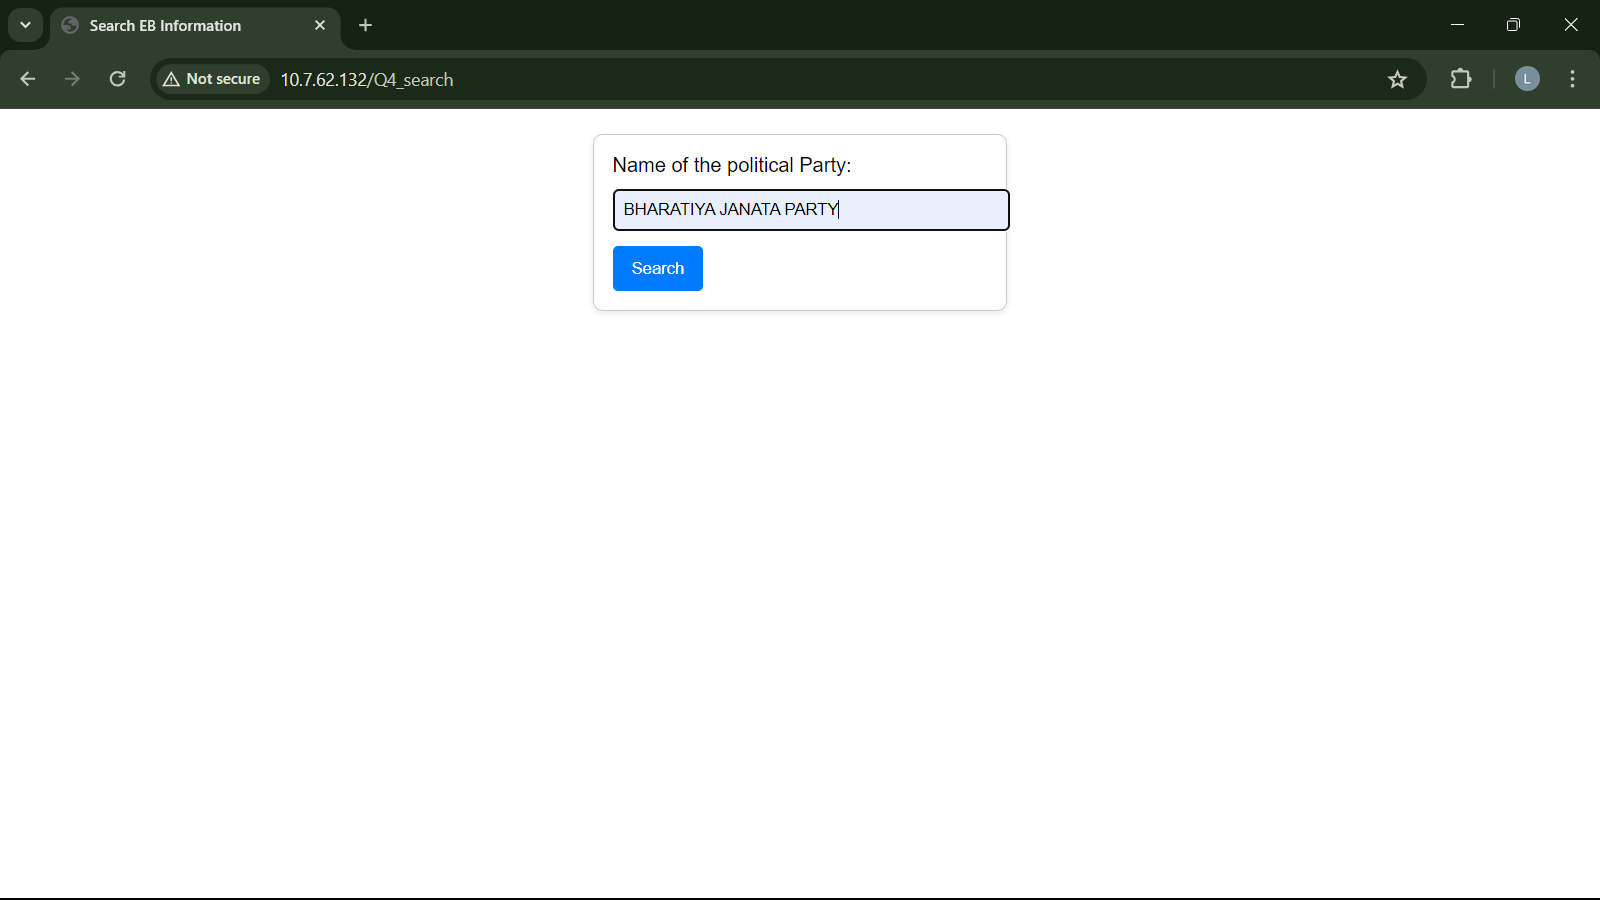 Search EB Information
Not secure
10.7.62.132/Q4_search
L
Name of the political Party:
BHARATIYA JANATA PARTY
Search